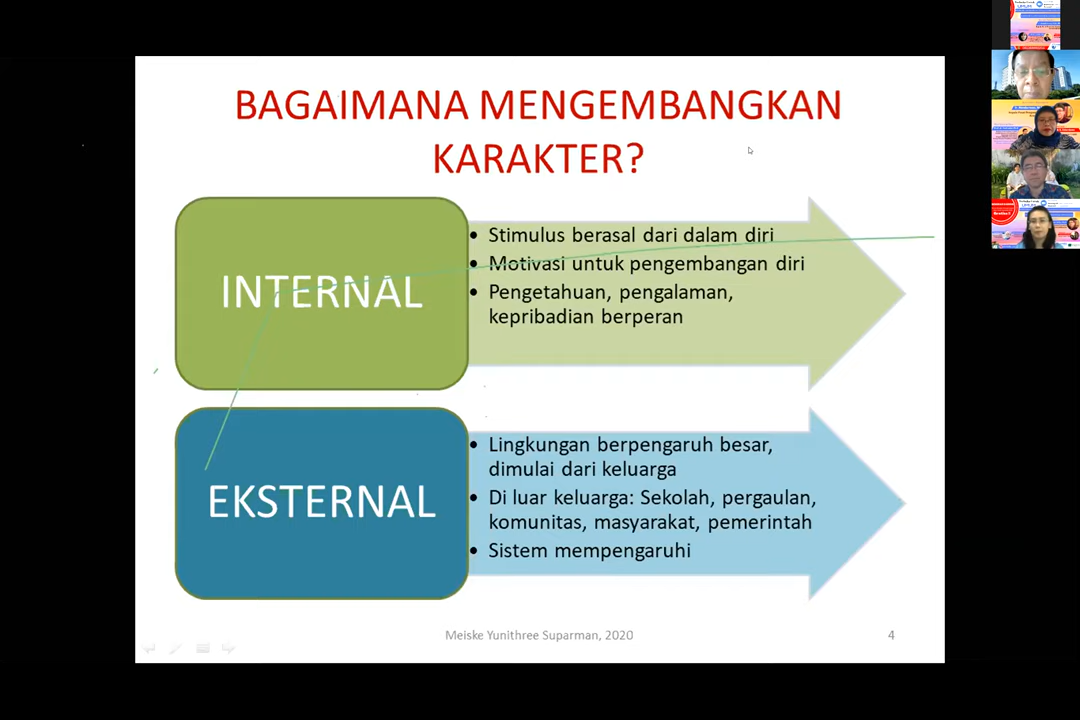 BAGAIMANA MENGEMBANGKAN
KARAKTER?
INTERNAL
• Stimulus berasal dari dalam diri
• Motivasi untuk pengembangan diri
• Pengetahuan, pengalaman,
kepribadian berperan
EKSTERNAL
• Lingkungan berpengaruh besar,
dimulai dari keluarga
• Di luar keluarga: Sekolah, pergaulan,
komunitas, masyarakat, pemerintah
• Sistem mempengaruhi
Meiske Yunithree Suparman, 2020
4